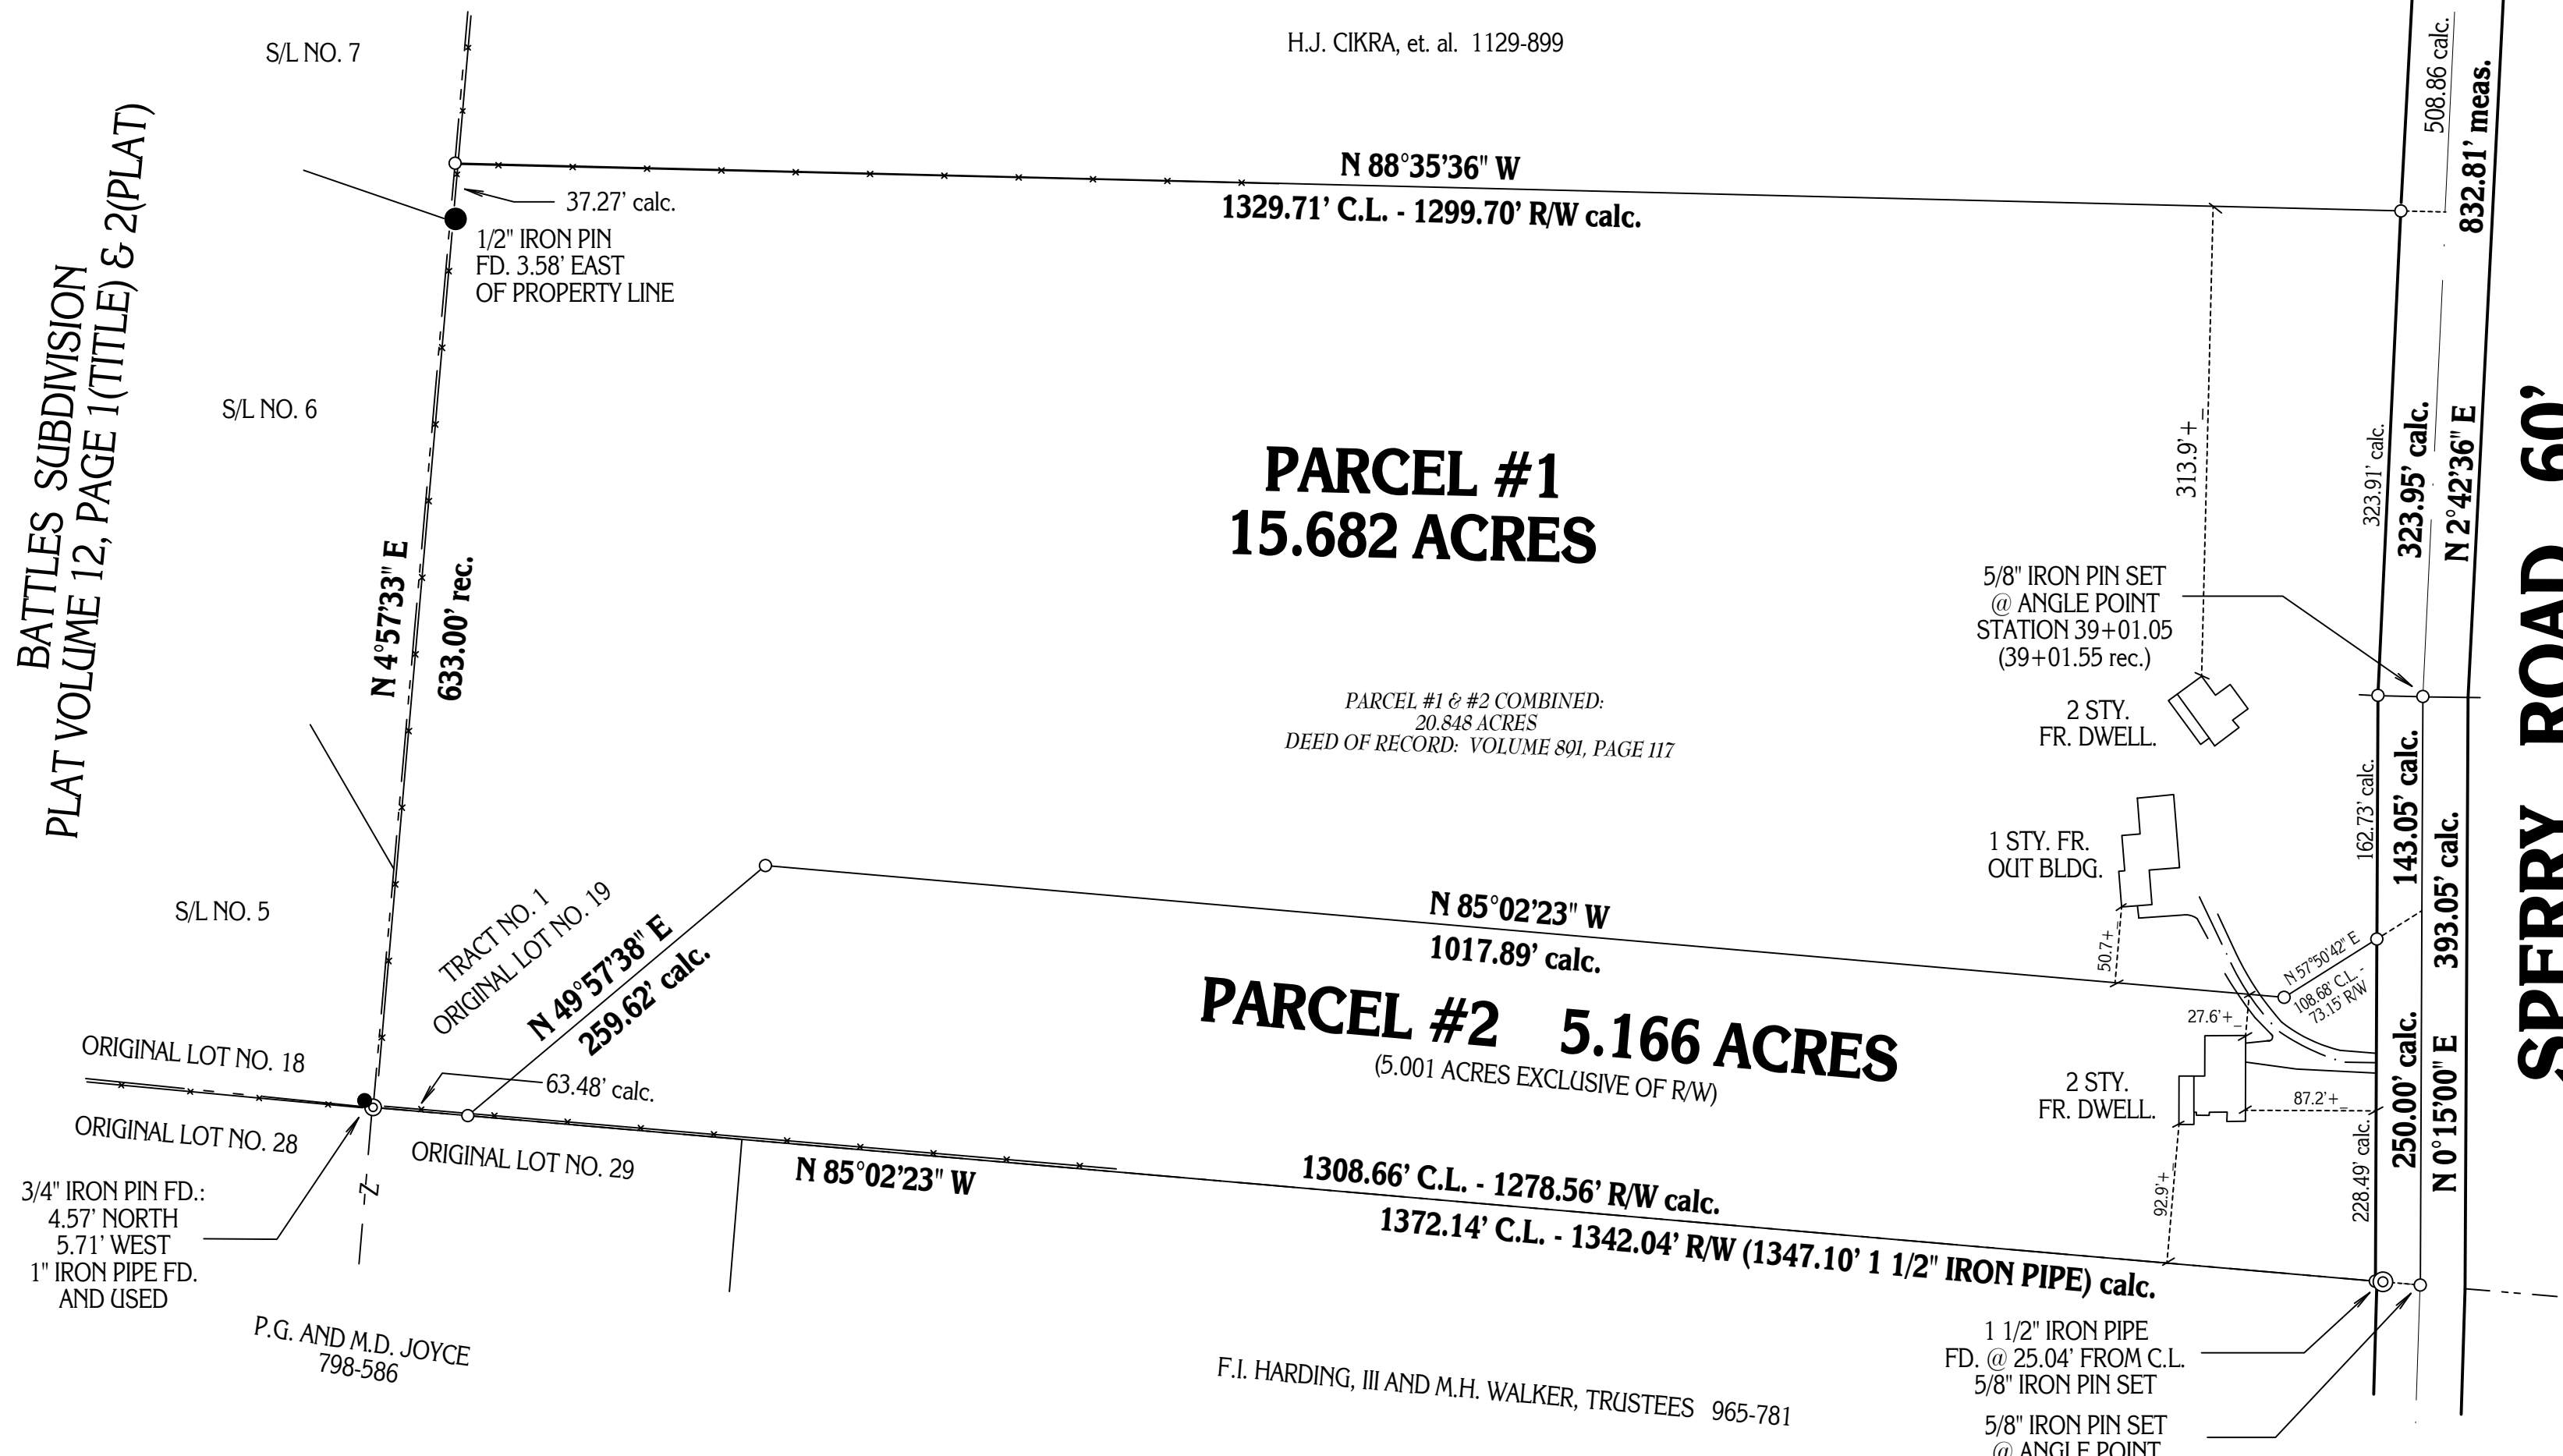 H.J. CIKRA, et. al. 1129-899
S/L NO. 7
508.86' calc.
832.81' meas.
BATTLES SUBDIVISION
PLAT VOLUME 12, PAGE 1(TITLE) & 2(PLAT)
N 88°35'36" W
1329.71' C.L. - 1299.70' R/W calc.
37.27' calc.
1/2" IRON PIN
FD. 3.58' EAST
OF PROPERTY LINE
S/L NO. 6
N 4°57'33" E
633.00' rec.
PARCEL #1
15.682 ACRES
313.9'+_
323.91' calc.
323.95' calc.
N 2°42'36" E
SPERRY ROAD 60'
5/8" IRON PIN SET
@ ANGLE POINT
STATION 39+01.05
(39+01.55 rec.)
PARCEL #1 & #2 COMBINED:
20.848 ACRES
DEED OF RECORD: VOLUME 891, PAGE 117
2 STY.
FR. DWELL.
162.73' calc.
143.05' calc.
393.05' calc.
1 STY. FR.
OUT BLDG.
S/L NO. 5
TRACT NO. 1
ORIGINAL LOT NO. 19
N 49°57'38" E
259.62' calc.
N 85°02'23" W
1017.89' calc.
50.7+_
N 57°50'42" E
108.68' C.L. -
73.15' R/W
27.6'+_
PARCEL #2 5.166 ACRES
(5.001 ACRES EXCLUSIVE OF R/W)
ORIGINAL LOT NO. 18
63.48' calc.
2 STY.
FR. DWELL.
87.2'+_
250.00' calc.
N 0°15'00" E
228.49' calc.
92.9'+_
ORIGINAL LOT NO. 28
ORIGINAL LOT NO. 29
N 85°02'23" W
1308.66' C.L. - 1278.56' R/W calc.
1372.14' C.L. - 1342.04' R/W (1347.10' 1 1/2" IRON PIPE) calc.
3/4" IRON PIN FD.:
4.57' NORTH
5.71' WEST
1" IRON PIPE FD.
AND USED
P.G. AND M.D. JOYCE
798-586
F.I. HARDING, III AND M.H. WALKER, TRUSTEES 965-781
1 1/2" IRON PIPE
FD. @ 25.04' FROM C.L.
5/8" IRON PIN SET
5/8" IRON PIN SET
@ ANGLE POINT